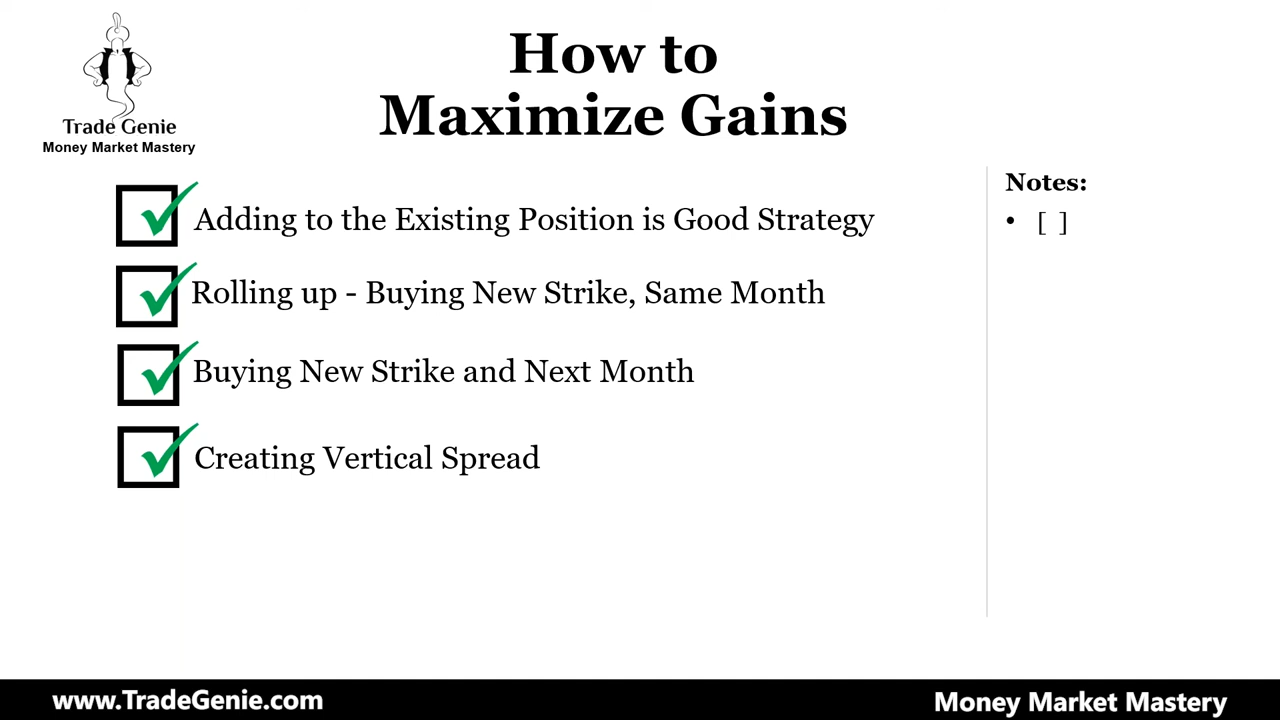 Trade Genie
Money Market Mastery
How to
Maximize Gains
Adding to the Existing Position is Good Strategy
Rolling up - Buying New Strike, Same Month
Buying New Strike and Next Month
Creating Vertical Spread
Notes:
• [ ]
www.TradeGenie.com
Money Market Mastery